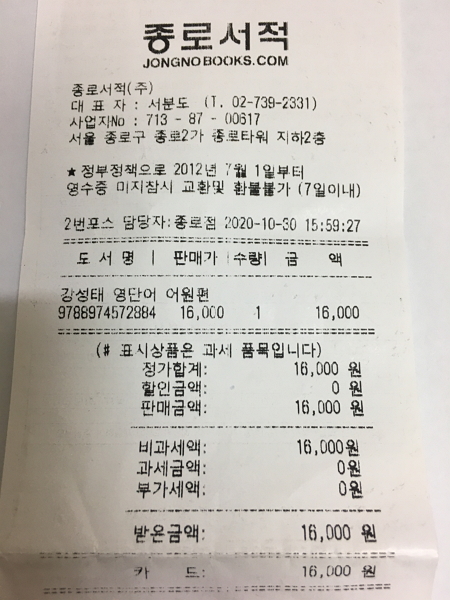 종로서적
JONGNOBOOKS.COM
종로서적(주)
대 표 자 : 서분도 (T. 02-739-2331)
사업자No : 713 - 87 - 00617
서울 종로구 종로2가 종로타워 지하2층
★정부정책으로 2012년 7월 1일부터
영수증 미지참시 교환및 환불불가 (7일이내)
2번포스 담당자:종로점 2020-10-30 15:59:27
도 서 명 | 판매가 |수량| 금 액
강성태 영단어 어원편
9788974572884 16,000 1 16,000
(# 표시상품은 과세 품목입니다)
정가합계: 16,000 원
할인금액: 0 원
판매금액: 16,000 원
비과세액: 16,000원
과세금액: 0원
부가세액: 0원
받은금액: 16,000 원
카 드: 16,000 원